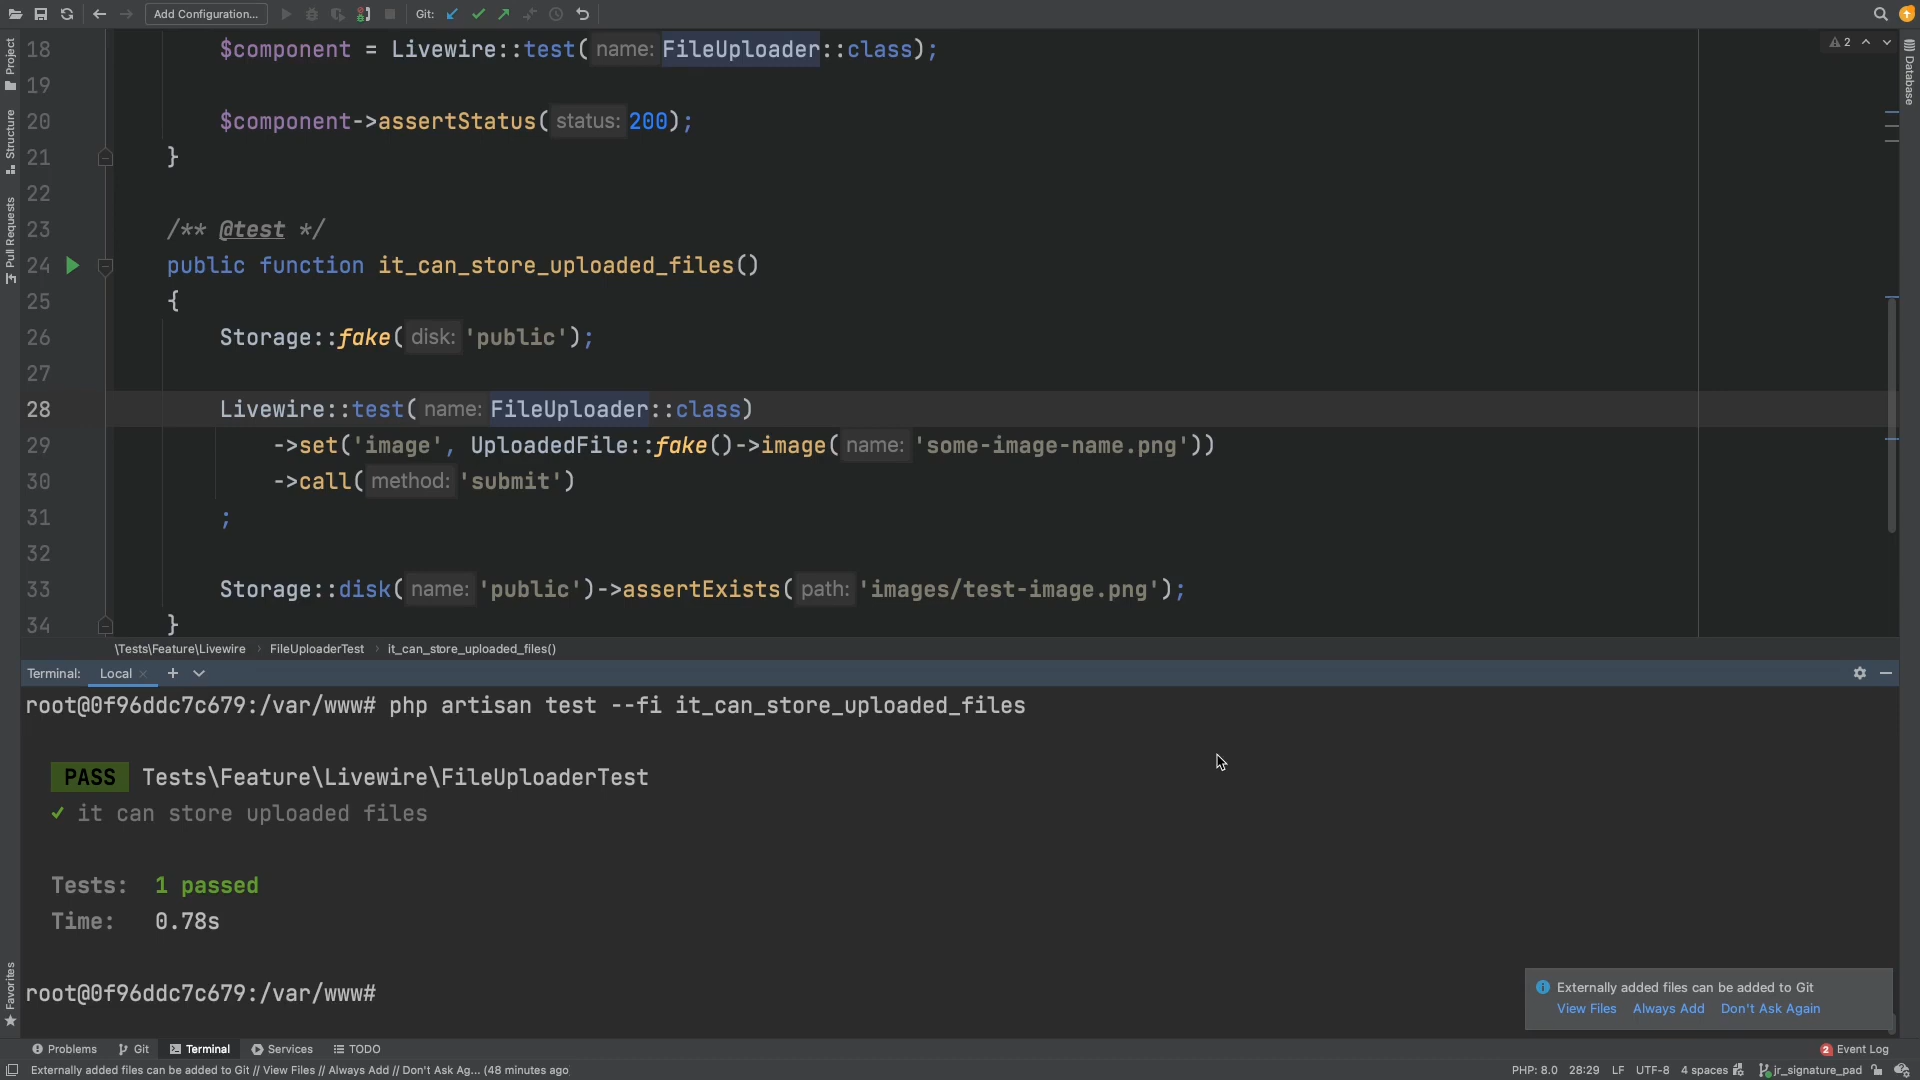 Add Configuration...
Git:
Project
Structure
Pull Requests
Favorites
Database
2
18 $component = Livewire::test( name: FileUploader::class);
19
20 $component->assertStatus( status: 200);
21 }
22
23 /** @test */
24 public function it_can_store_uploaded_files()
25 {
26 Storage::fake( disk: 'public');
27
28 Livewire::test( name: FileUploader::class)
29 ->set('image', UploadedFile::fake()->image( name: 'some-image-name.png'))
30 ->call( method: 'submit')
31 ;
32
33 Storage::disk( name: 'public')->assertExists( path: 'images/test-image.png');
34 }
\Tests\Feature\Livewire › FileUploaderTest › it_can_store_uploaded_files()
Terminal: Local × +
root@0f96ddc7c679:/var/www# php artisan test --fi it_can_store_uploaded_files
PASS Tests\Feature\Livewire\FileUploaderTest
✓ it can store uploaded files
Tests: 1 passed
Time: 0.78s
root@0f96ddc7c679:/var/www#
Externally added files can be added to Git
View Files Always Add Don't Ask Again
Problems Git Terminal Services TODO
2 Event Log
Externally added files can be added to Git // View Files // Always Add // Don't Ask Ag... (48 minutes ago
PHP: 8.0 28:29 LF UTF-8 4 spaces jr_signature_pad